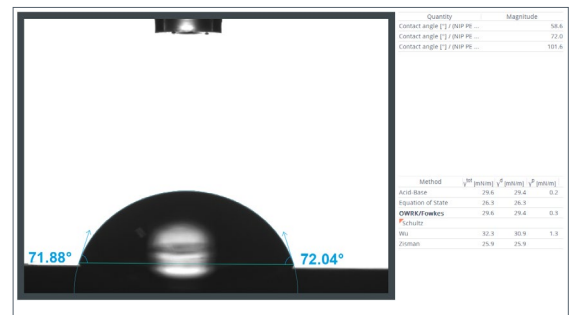 Quantity Magnitude
Contact angle [°] / (NIP PE ... 58.6
Contact angle [°] / (NIP PE ... 72.0
Contact angle [°] / (NIP PE ... 101.6
71.88°
72.04°
Method γtot [mN/m] γd [mN/m] γp [mN/m]
Acid-Base 29.6 29.4 0.2
Equation of State 26.3 26.3
OWRK/Fowkes 29.6 29.4 0.3
Schultz
Wu 32.3 30.9 1.3
Zisman 25.9 25.9